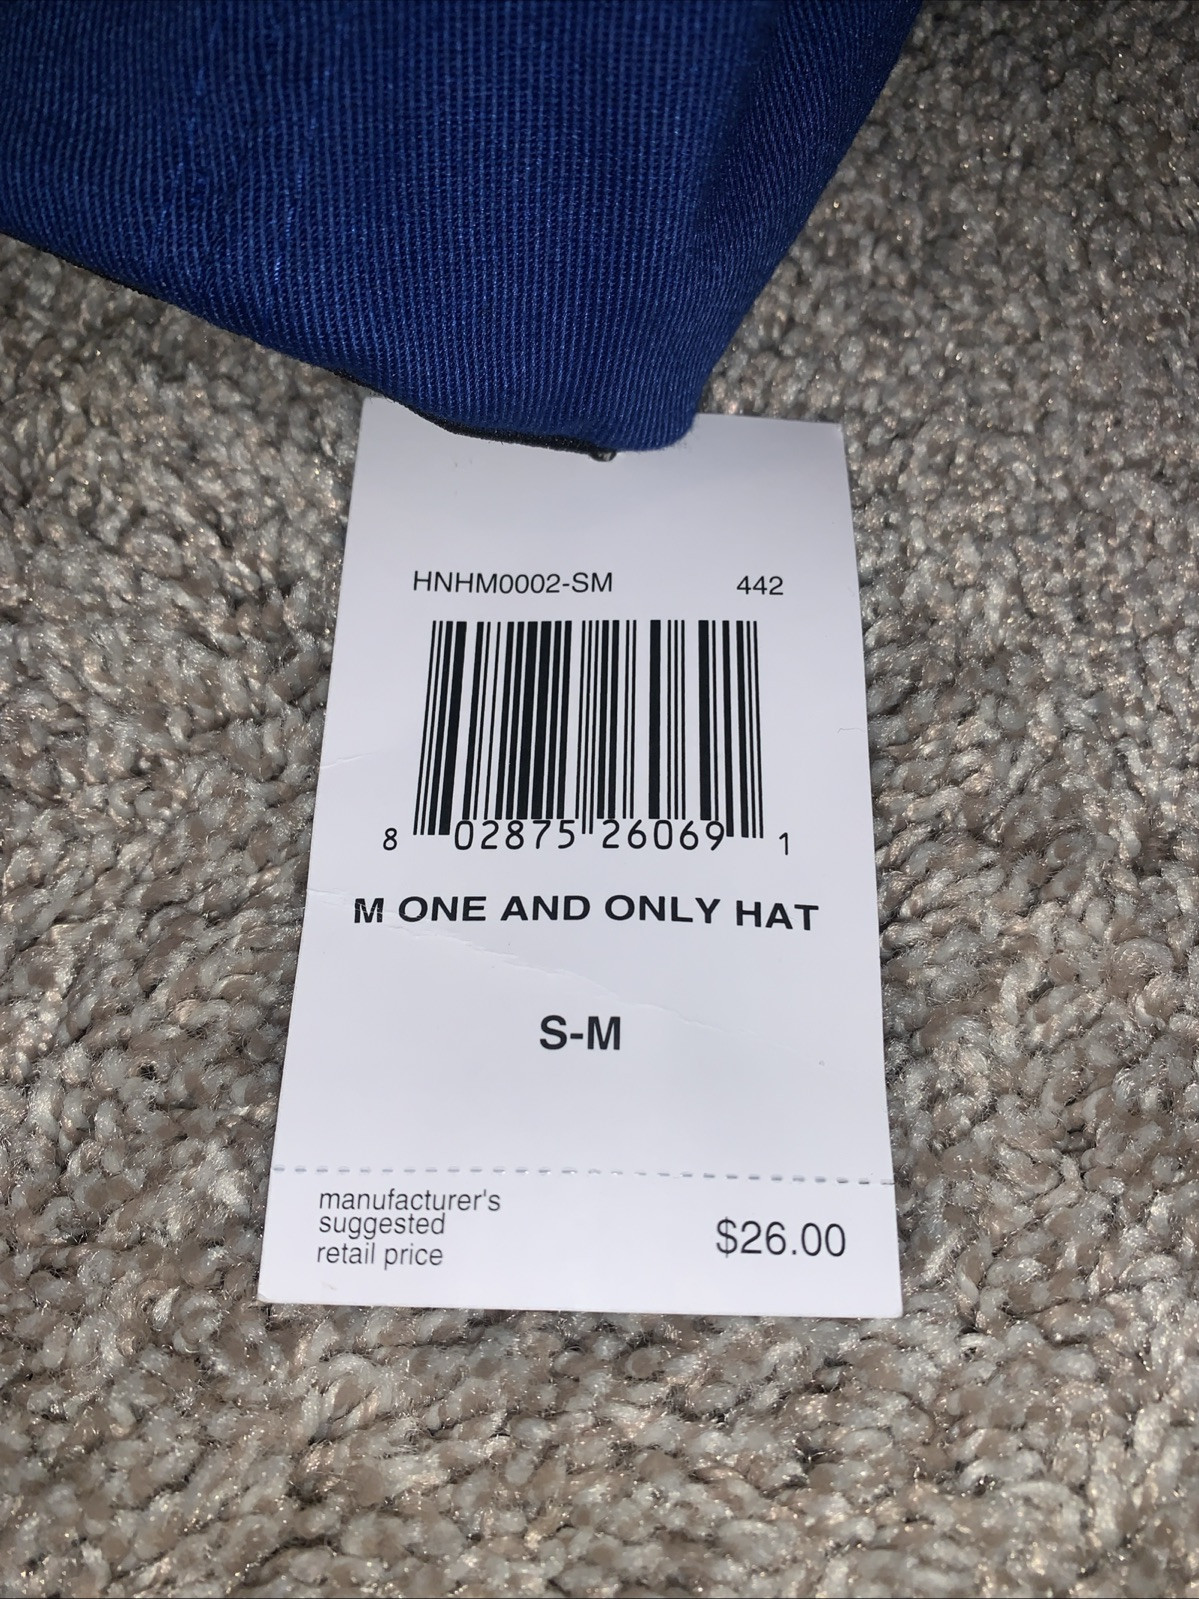 HNHM0002-SM 442
8 02875 26069 1
M ONE AND ONLY HAT
S-M
manufacturer's
suggested
retail price
$26.00